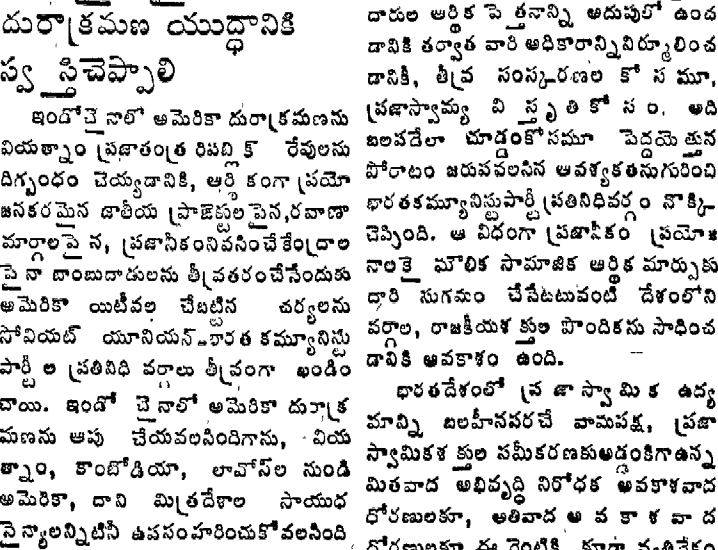 దురాక్రమణ యుద్ధానికి
స్వస్తిచెప్పాలి
ఇండోచైనాలో అమెరికా దురాక్రమణను
వియత్నాం ప్రజాతంత్ర రిపబ్లిక్ రేవులను
దిగ్బంధం చెయ్యడానికి, ఆర్థికంగా ప్రయో
జనకరమైన జాతీయ ప్రాజెక్టులపైన,రవాణా
మార్గాలపైన, ప్రజానీకంనివసించేకేంద్రాల
పైనా బాంబుదాడులను తీవ్రతరంచేసేందుకు
అమెరికా యిటీవల చేబట్టిన చర్యలను
సోవియట్ యూనియన్-భారత కమ్యూనిస్టు
పార్టీల ప్రతినిధి వర్గాలు తీవ్రంగా ఖండిం
చాయి. ఇండో చైనాలో అమెరికా దురాక్ర
మణను ఆపు చేయవలసిందిగాను, వియ
త్నాం, కాంబోడియా, లావోస్‌ల నుండి
అమెరికా, దాని మిత్రదేశాల సాయుధ
సైన్యాలన్నిటినీ ఉపసంహరించుకోవలసింది
దారుల ఆర్థిక పెత్తనాన్ని అదుపులో ఉంచ
డానికి తర్వాత వారి అధికారాన్నినిర్మూలించ
డానికీ, తీవ్ర సంస్కరణల కోసమూ,
ప్రజాస్వామ్య విస్తృతికోసం, అది
బలపడేలా చూడ్డంకోసమూ పెద్దయెత్తున
పోరాటం జరుపవలసిన ఆవశ్యకతనుగురించి
భారతకమ్యూనిస్టుపార్టీ ప్రతినిధివర్గం నొక్కి
చెప్పింది. ఆ విధంగా ప్రజానీకం ప్రయోజ
నాలకై మౌలిక సామాజిక ఆర్థిక మార్పుకు
దారి సుగమం చేసేటటువంటి దేశంలోని
వర్గాల, రాజకీయశక్తుల పొందికను సాధించ
డానికి అవకాశం ఉంది.
భారతదేశంలో ప్రజాస్వామిక ఉద్య
మాన్ని బలహీనపరచే వామపక్ష, ప్రజా
స్వామికశక్తుల సమీకరణకుఅడ్డంకిగాఉన్న
మితవాద అభివృద్ధి నిరోధక అవకాశవాద
ధోరణులకూ, అతివాద అవకాశవాద
ధోరణులకూ ఈ రెంటికి కూడా వ్యతిరేకం